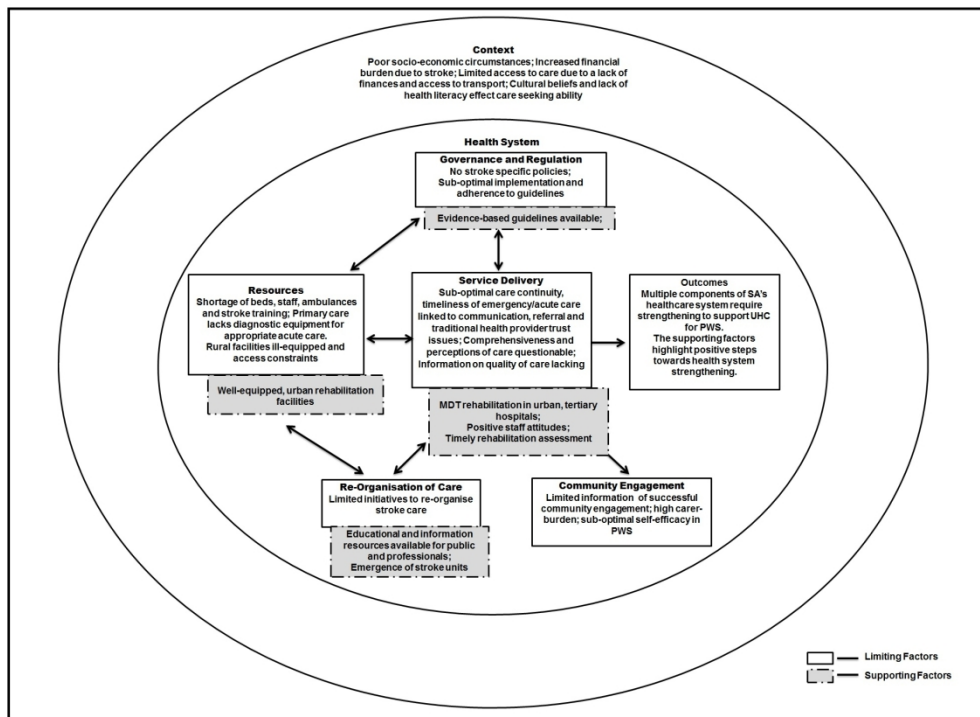 Context
Poor socio-economic circumstances; Increased financial
burden due to stroke; Limited access to care due to a lack of
finances and access to transport; Cultural beliefs and lack of
health literacy effect care seeking ability
Health System
Governance and Regulation
No stroke specific policies;
Sub-optimal implementation and
adherence to guidelines
Evidence-based guidelines available;
Resources
Shortage of beds, staff, ambulances
and stroke training; Primary care
lacks diagnostic equipment for
appropriate acute care.
Rural facilities ill-equipped and
access constraints
Well-equipped, urban rehabilitation
facilities
Service Delivery
Sub-optimal care continuity,
timeliness of emergency/acute care
linked to communication, referral and
traditional health provider trust
issues; Comprehensiveness and
perceptions of care questionable;
Information on quality of care lacking
MDT rehabilitation in urban, tertiary
hospitals;
Positive staff attitudes;
Timely rehabilitation assessment
Outcomes
Multiple components of SA's
healthcare system require
strengthening to support UHC
for PWS.
The supporting factors
highlight positive steps
towards health system
strengthening.
Re-Organisation of Care
Limited initiatives to re-organise
stroke care
Educational and information
resources available for public
and professionals;
Emergence of stroke units
Community Engagement
Limited information of successful
community engagement; high carer-
burden; sub-optimal self-efficacy in
PWS
Limiting Factors
Supporting Factors